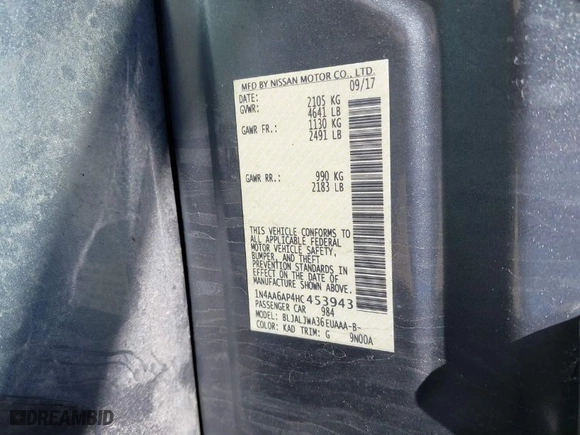 MFD BY NISSAN MOTOR CO., LTD.
DATE: 09/17
GVWR: 2105 KG
4641 LB
GAWR FR.: 1130 KG
2491 LB
GAWR RR.: 990 KG
2183 LB
THIS VEHICLE CONFORMS TO
ALL APPLICABLE FEDERAL
MOTOR VEHICLE SAFETY,
BUMPER, AND THEFT
PREVENTION STANDARDS IN
EFFECT ON THE DATE OF
MANUFACTURE SHOWN ABOVE.
1N4AA6AP4HC453943
PASSENGER CAR 984
MODEL: BLJALJWA36EUAAA-B-
COLOR: KAD TRIM: G 9N00A
DREAMBID